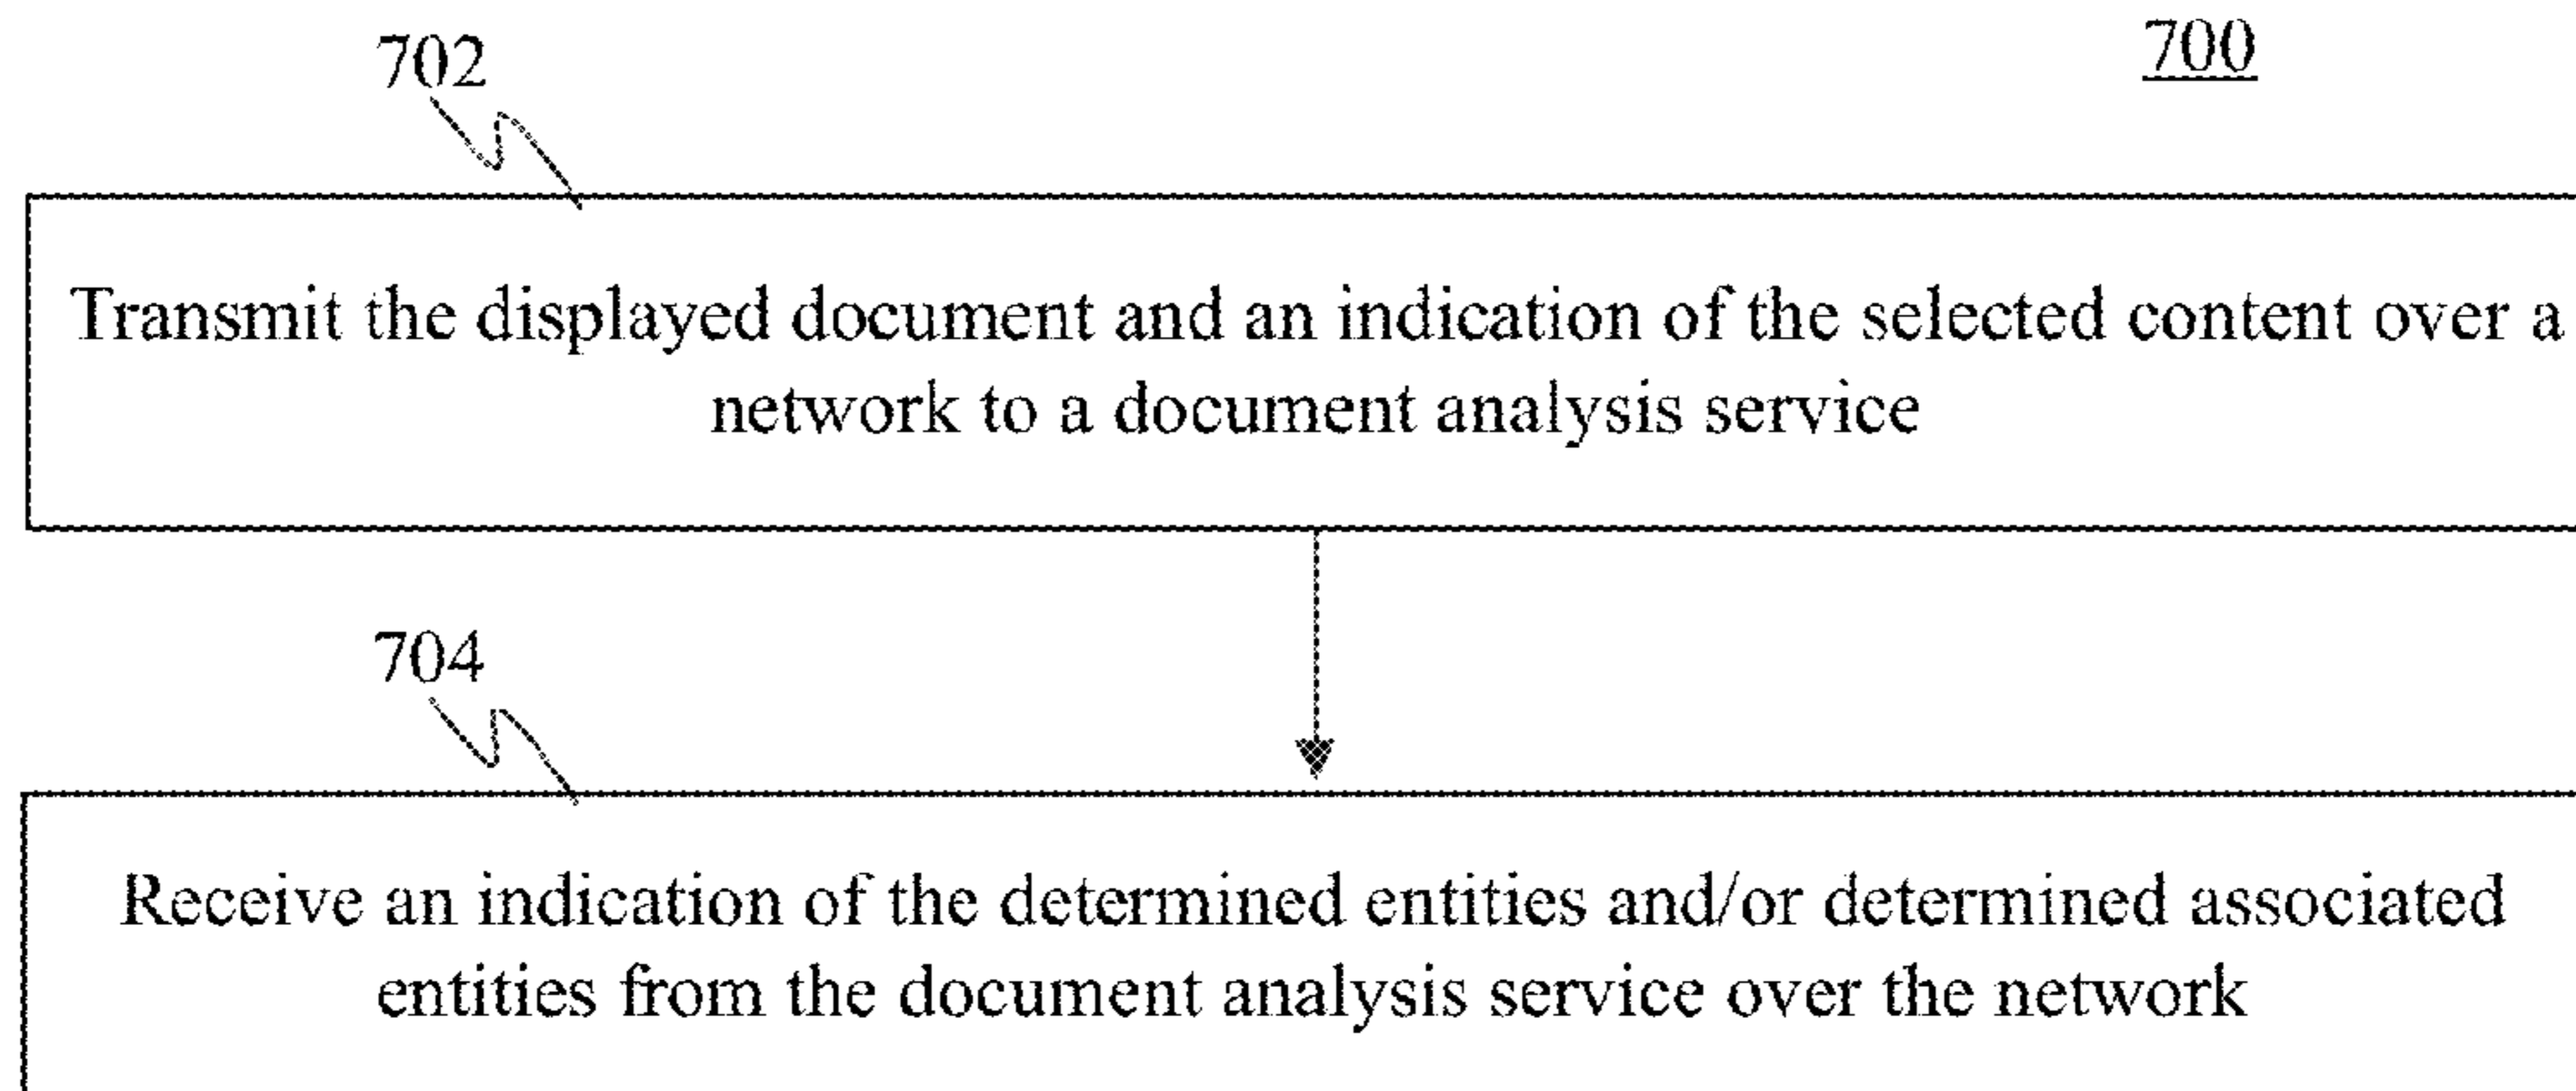 700
702
Transmit the displayed document and an indication of the selected content over a
network to a document analysis service
704
Receive an indication of the determined entities and/or determined associated
entities from the document analysis service over the network